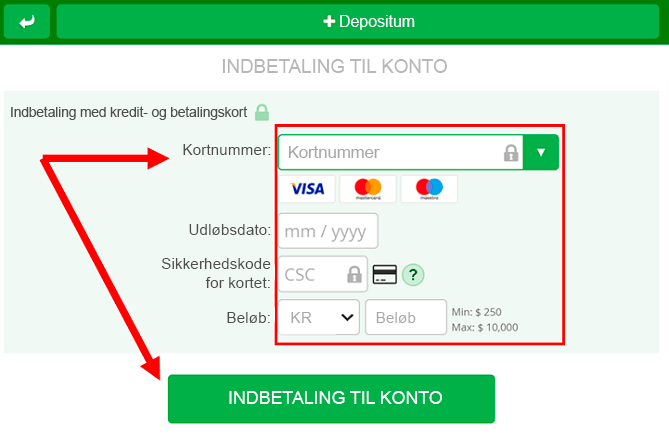 + Depositum
INDBETALING TIL KONTO
Indbetaling med kredit- og betalingskort
Kortnummer: Kortnummer
VISA mastercard maestro
Udløbsdato: mm / yyyy
Sikkerhedskode
for kortet: CSC ?
Beløb: KR Beløb Min: $ 250
Max: $ 10,000
INDBETALING TIL KONTO